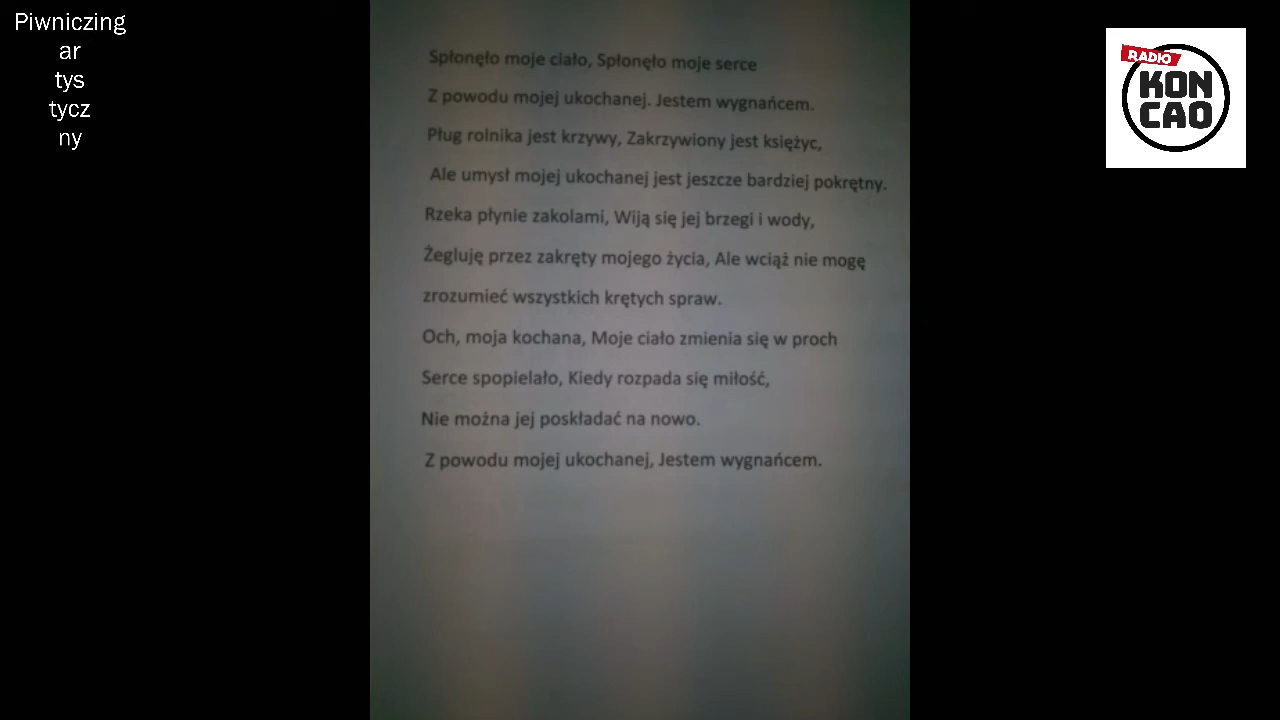 Piwniczing
ar
tys
tycz
ny
RADIO
KON
CAO
Spłonęło moje ciało, Spłonęło moje serce
Z powodu mojej ukochanej. Jestem wygnańcem.
Pług rolnika jest krzywy, Zakrzywiony jest księżyc,
Ale umysł mojej ukochanej jest jeszcze bardziej pokrętny.
Rzeka płynie zakolami, Wiją się jej brzegi i wody,
Żegluję przez zakręty mojego życia, Ale wciąż nie mogę
zrozumieć wszystkich krętych spraw.
Och, moja kochana, Moje ciało zmienia się w proch
Serce spopielało, Kiedy rozpada się miłość,
Nie można jej poskładać na nowo.
Z powodu mojej ukochanej, Jestem wygnańcem.